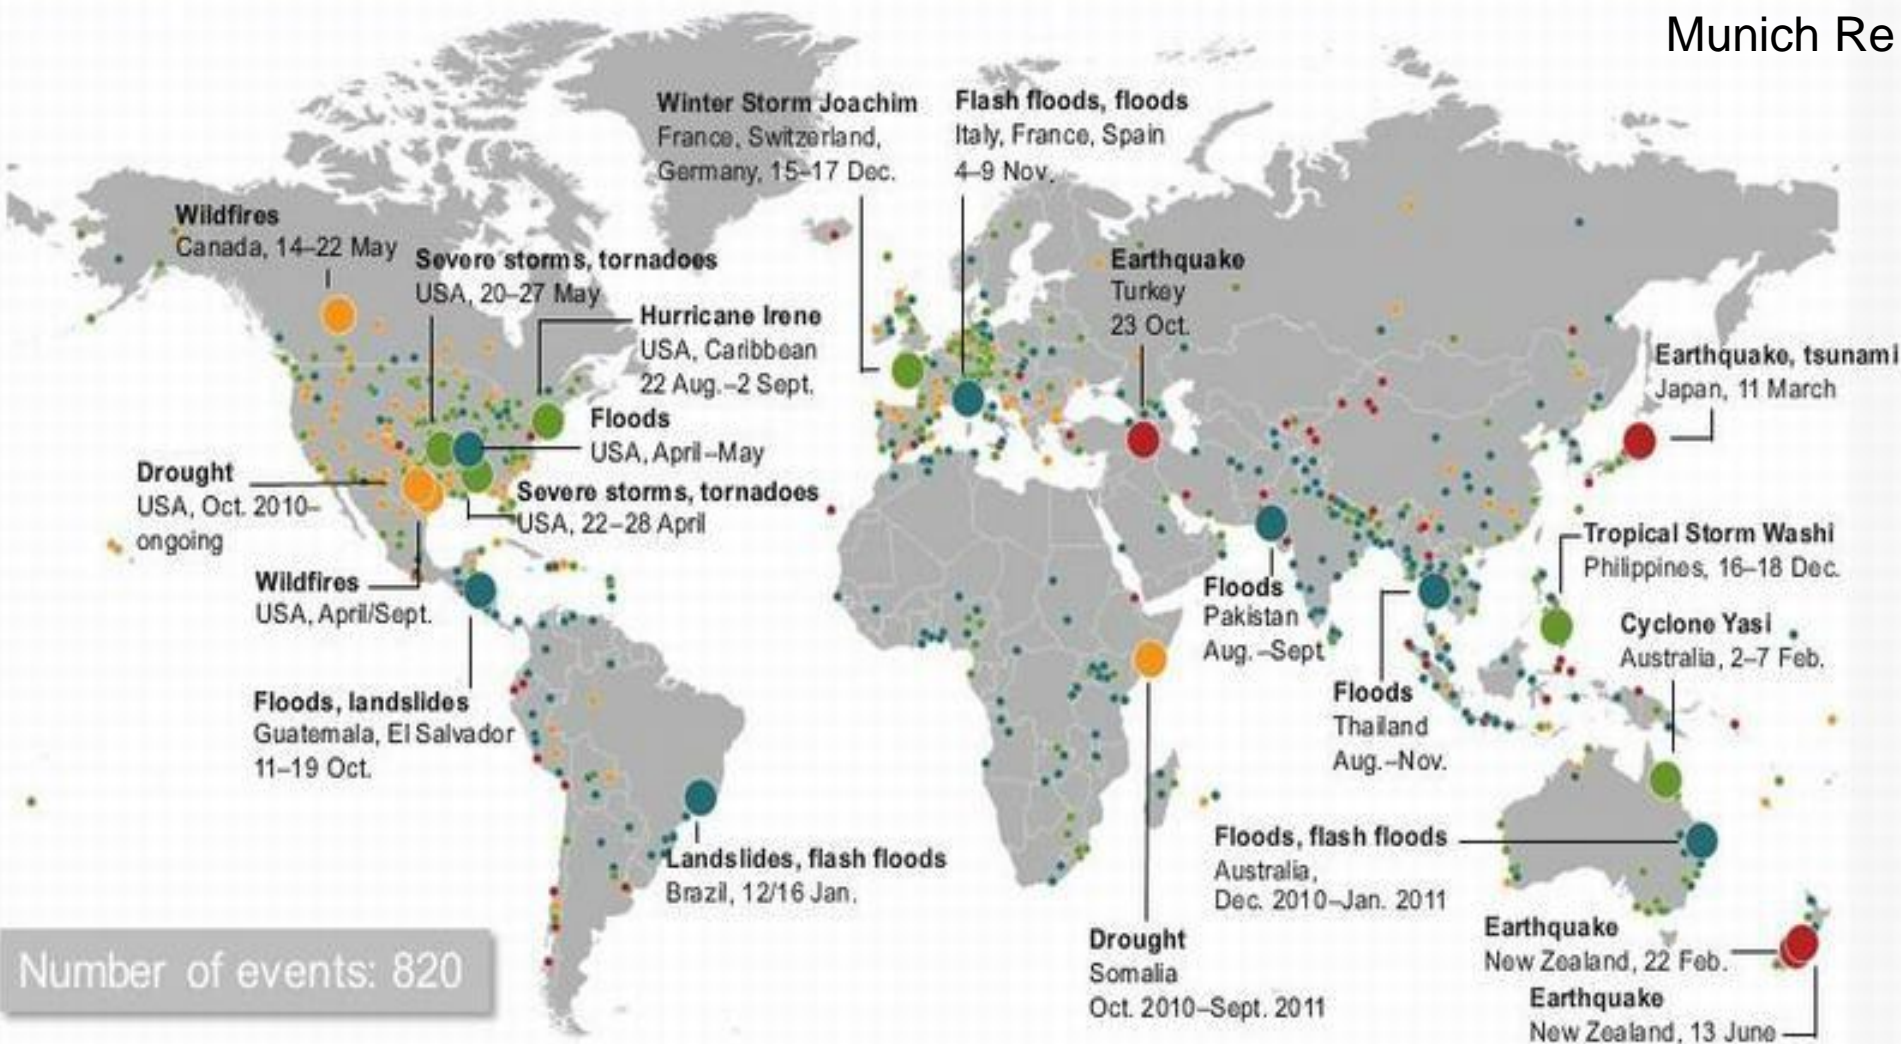 Munich Re
Winter Storm Joachim
France, Switzerland,
Germany, 15–17 Dec.
Flash floods, floods
Italy, France, Spain
4–9 Nov.
Wildfires
Canada, 14–22 May
Severe storms, tornadoes
USA, 20–27 May
Hurricane Irene
USA, Caribbean
22 Aug.–2 Sept.
Earthquake
Turkey
23 Oct.
Earthquake, tsunami
Japan, 11 March
Floods
USA, April–May
Drought
USA, Oct. 2010–
ongoing
Severe storms, tornadoes
USA, 22–28 April
Wildfires
USA, April/Sept.
Tropical Storm Washi
Philippines, 16–18 Dec.
Floods
Pakistan
Aug.–Sept
Cyclone Yasi
Australia, 2–7 Feb.
Floods, landslides
Guatemala, El Salvador
11–19 Oct.
Floods
Thailand
Aug.–Nov.
Landslides, flash floods
Brazil, 12/16 Jan.
Floods, flash floods
Australia,
Dec. 2010–Jan. 2011
Drought
Somalia
Oct. 2010–Sept. 2011
Earthquake
New Zealand, 22 Feb.
Earthquake
New Zealand, 13 June
Number of events: 820